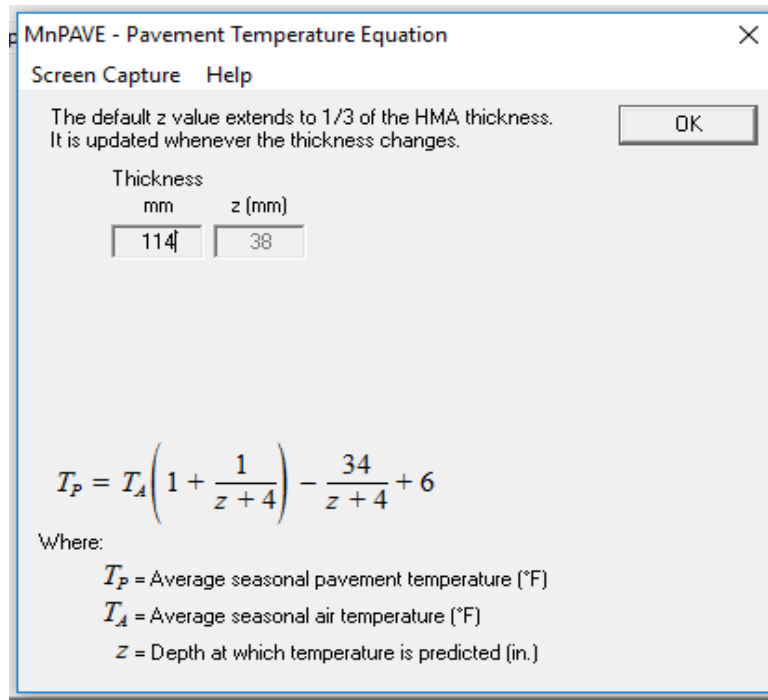 MnPAVE - Pavement Temperature Equation
Screen Capture Help
The default z value extends to 1/3 of the HMA thickness.
It is updated whenever the thickness changes.
OK
Thickness
mm z (mm)
114 38
T_P = T_A(1 + 1/(z + 4)) − 34/(z + 4) + 6
Where:
T_P = Average seasonal pavement temperature (°F)
T_A = Average seasonal air temperature (°F)
z = Depth at which temperature is predicted (in.)